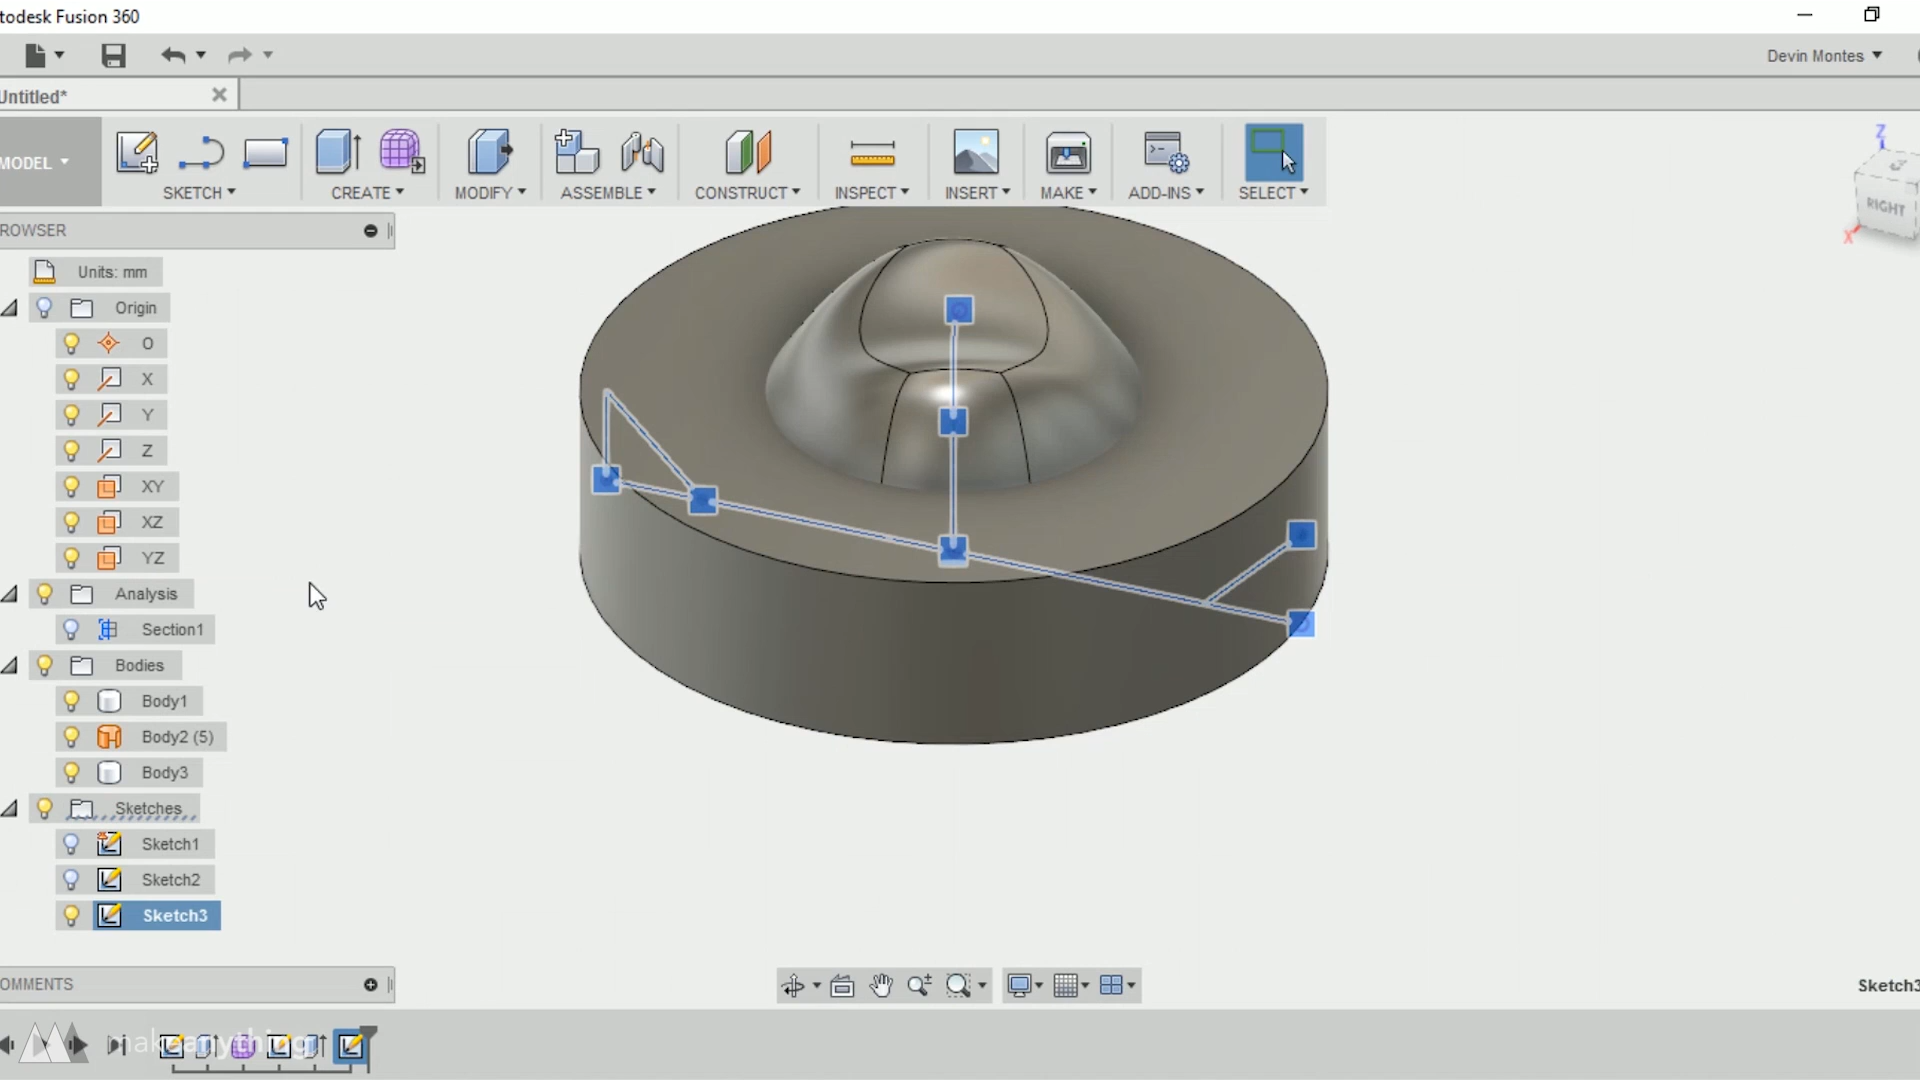 todesk Fusion 360
Devin Montes
Untitled*
MODEL
SKETCH
CREATE
MODIFY
ASSEMBLE
CONSTRUCT
INSPECT
INSERT
MAKE
ADD-INS
SELECT
Z
RIGHT
X
ROWSER
Units: mm
Origin
O
X
Y
Z
XY
XZ
YZ
Analysis
Section1
Bodies
Body1
Body2 (5)
Body3
Sketches
Sketch1
Sketch2
Sketch3
OMMENTS
Sketch3
makeanything